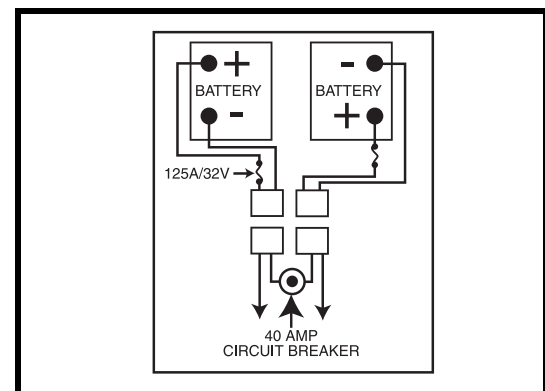 +
-
BATTERY
BATTERY
-
+
125A/32V
40 AMP
CIRCUIT BREAKER